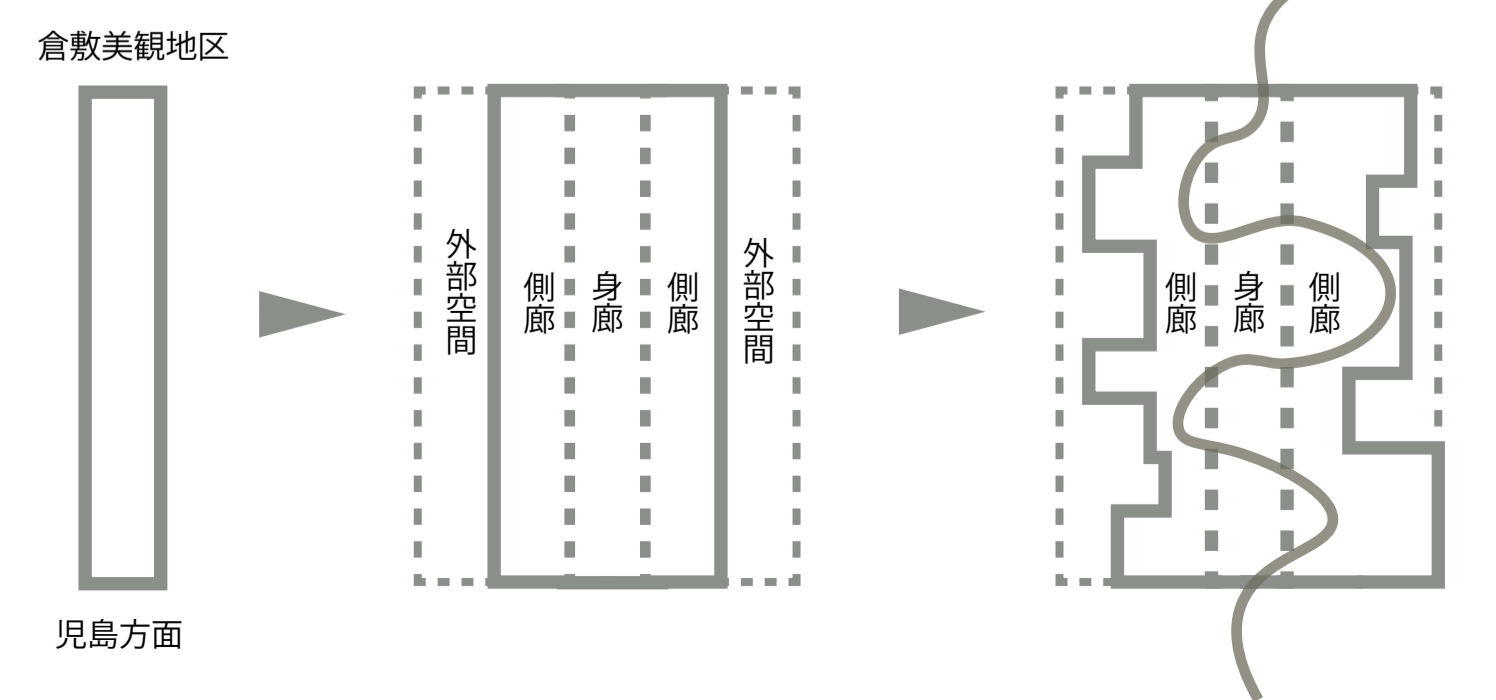 倉敷美観地区
児島方面
外部空間
側廊
身廊
側廊
外部空間
側廊
身廊
側廊